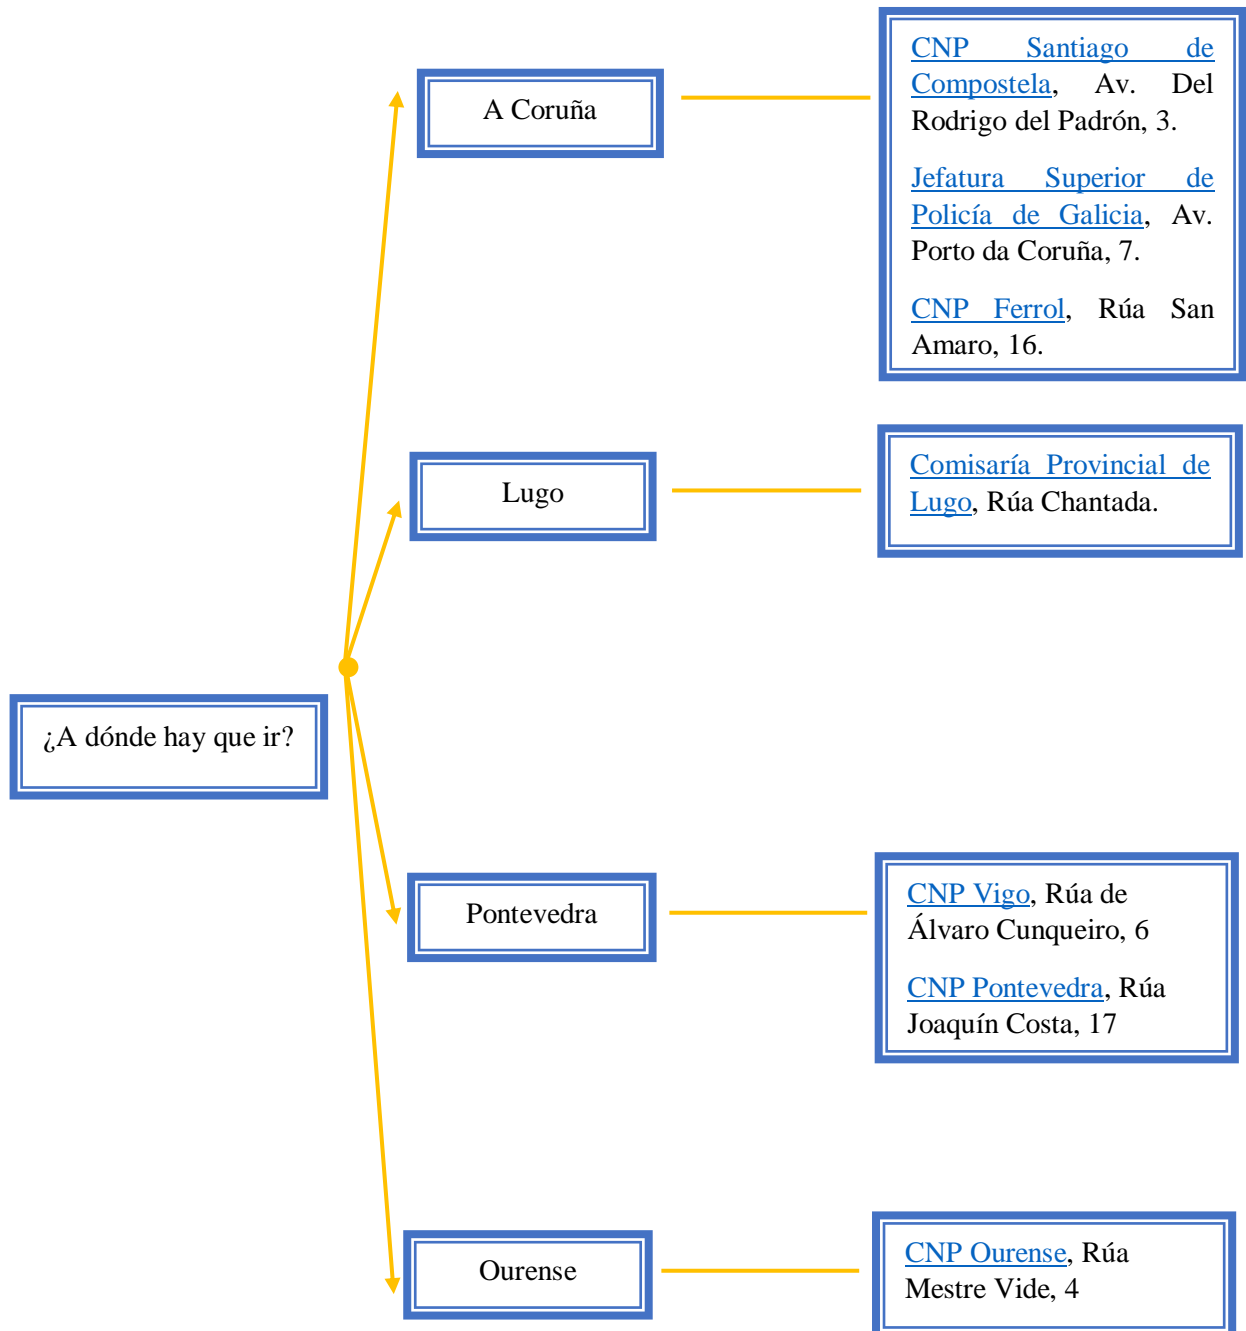 ¿A dónde hay que ir?
A Coruña
CNP Santiago de
Compostela, Av. Del
Rodrigo del Padrón, 3.
Jefatura Superior de
Policía de Galicia, Av.
Porto da Coruña, 7.
CNP Ferrol, Rúa San
Amaro, 16.
Lugo
Comisaría Provincial de
Lugo, Rúa Chantada.
Pontevedra
CNP Vigo, Rúa de
Álvaro Cunqueiro, 6
CNP Pontevedra, Rúa
Joaquín Costa, 17
Ourense
CNP Ourense, Rúa
Mestre Vide, 4